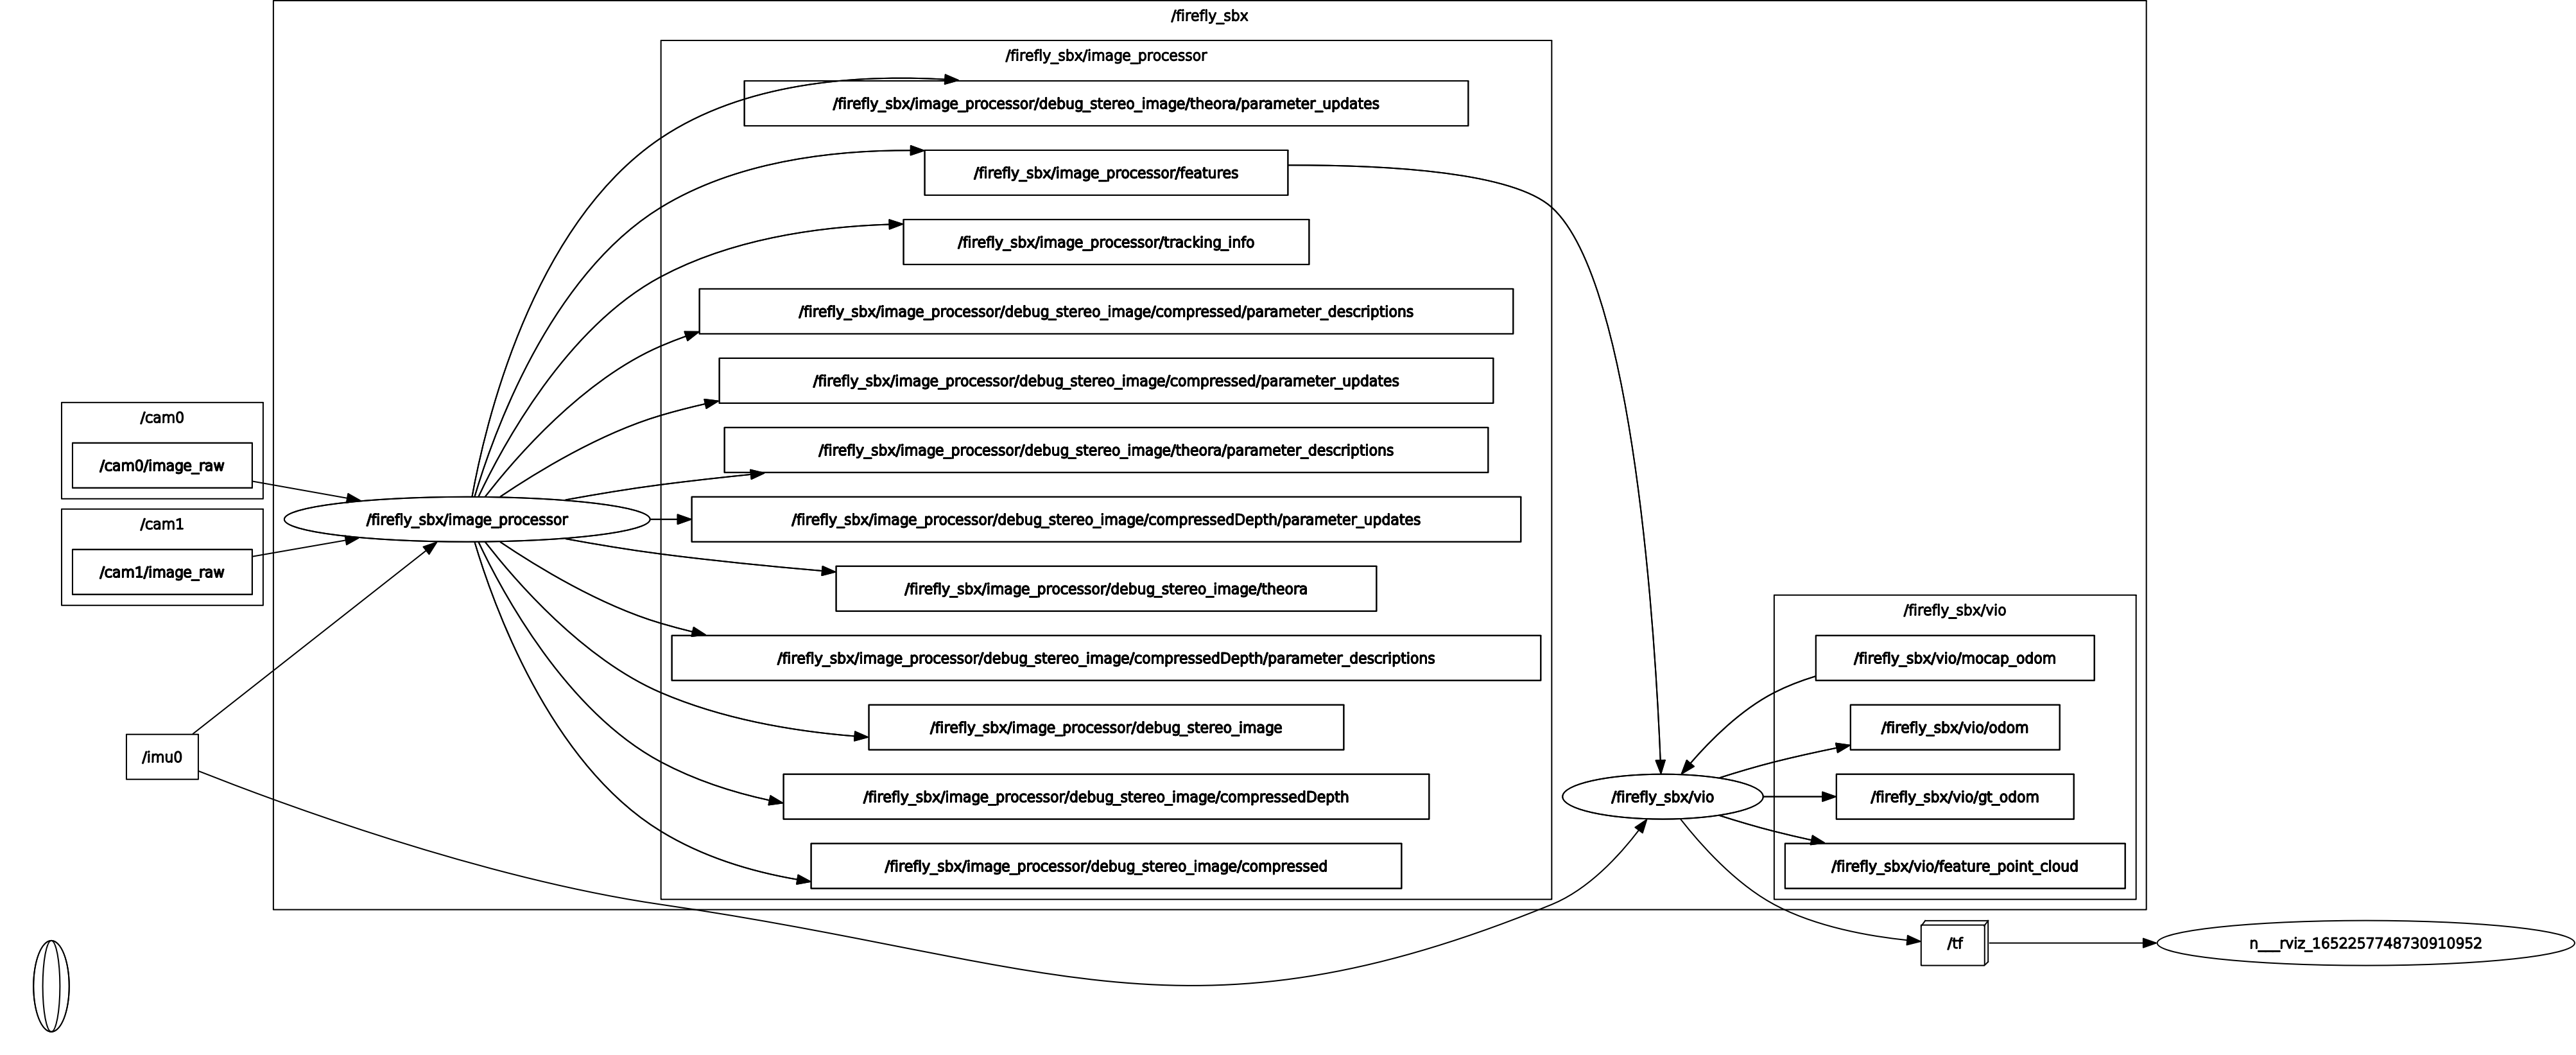 /firefly_sbx
/firefly_sbx/image_processor
/firefly_sbx/image_processor/debug_stereo_image/theora/parameter_updates
/firefly_sbx/image_processor/features
/firefly_sbx/image_processor/tracking_info
/firefly_sbx/image_processor/debug_stereo_image/compressed/parameter_descriptions
/firefly_sbx/image_processor/debug_stereo_image/compressed/parameter_updates
/cam0
/cam0/image_raw
/firefly_sbx/image_processor/debug_stereo_image/theora/parameter_descriptions
/cam1
/cam1/image_raw
/firefly_sbx/image_processor
/firefly_sbx/image_processor/debug_stereo_image/compressedDepth/parameter_updates
/firefly_sbx/image_processor/debug_stereo_image/theora
/firefly_sbx/image_processor/debug_stereo_image/compressedDepth/parameter_descriptions
/firefly_sbx/image_processor/debug_stereo_image
/firefly_sbx/image_processor/debug_stereo_image/compressedDepth
/firefly_sbx/image_processor/debug_stereo_image/compressed
/imu0
/firefly_sbx/vio
/firefly_sbx/vio
/firefly_sbx/vio/mocap_odom
/firefly_sbx/vio/odom
/firefly_sbx/vio/gt_odom
/firefly_sbx/vio/feature_point_cloud
/tf
n___rviz_1652257748730910952